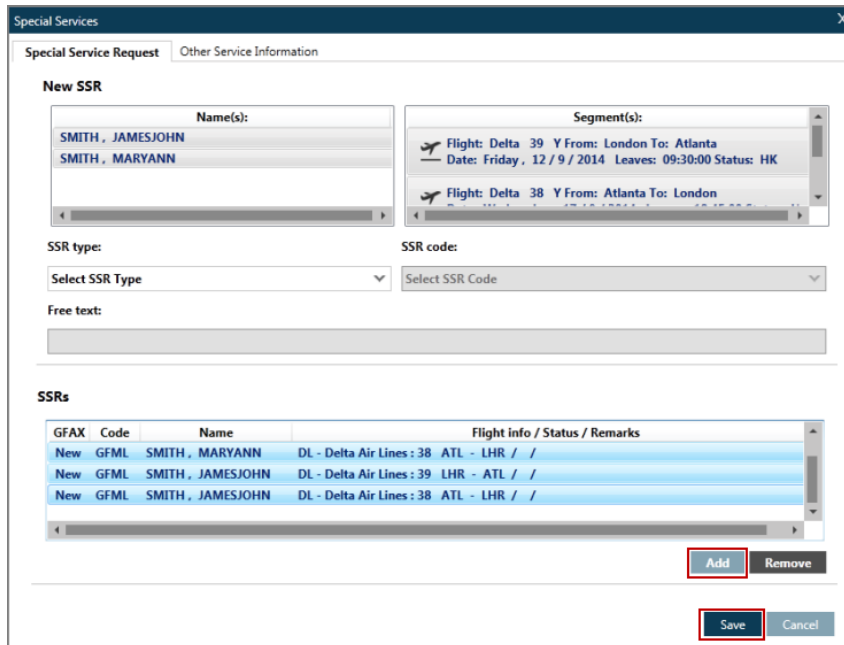 Special Services X
Special Service Request Other Service Information
New SSR
Name(s): Segment(s):
SMITH , JAMESJOHN
SMITH , MARYANN
Flight: Delta 39 Y From: London To: Atlanta
Date: Friday , 12 / 9 / 2014 Leaves: 09:30:00 Status: HK
Flight: Delta 38 Y From: Atlanta To: London
SSR type: SSR code:
Select SSR Type Select SSR Code
Free text:
SSRs
GFAX Code Name Flight info / Status / Remarks
New GFML SMITH , MARYANN DL - Delta Air Lines : 38 ATL - LHR / /
New GFML SMITH , JAMESJOHN DL - Delta Air Lines : 39 LHR - ATL / /
New GFML SMITH , JAMESJOHN DL - Delta Air Lines : 38 ATL - LHR / /
Add Remove
Save Cancel